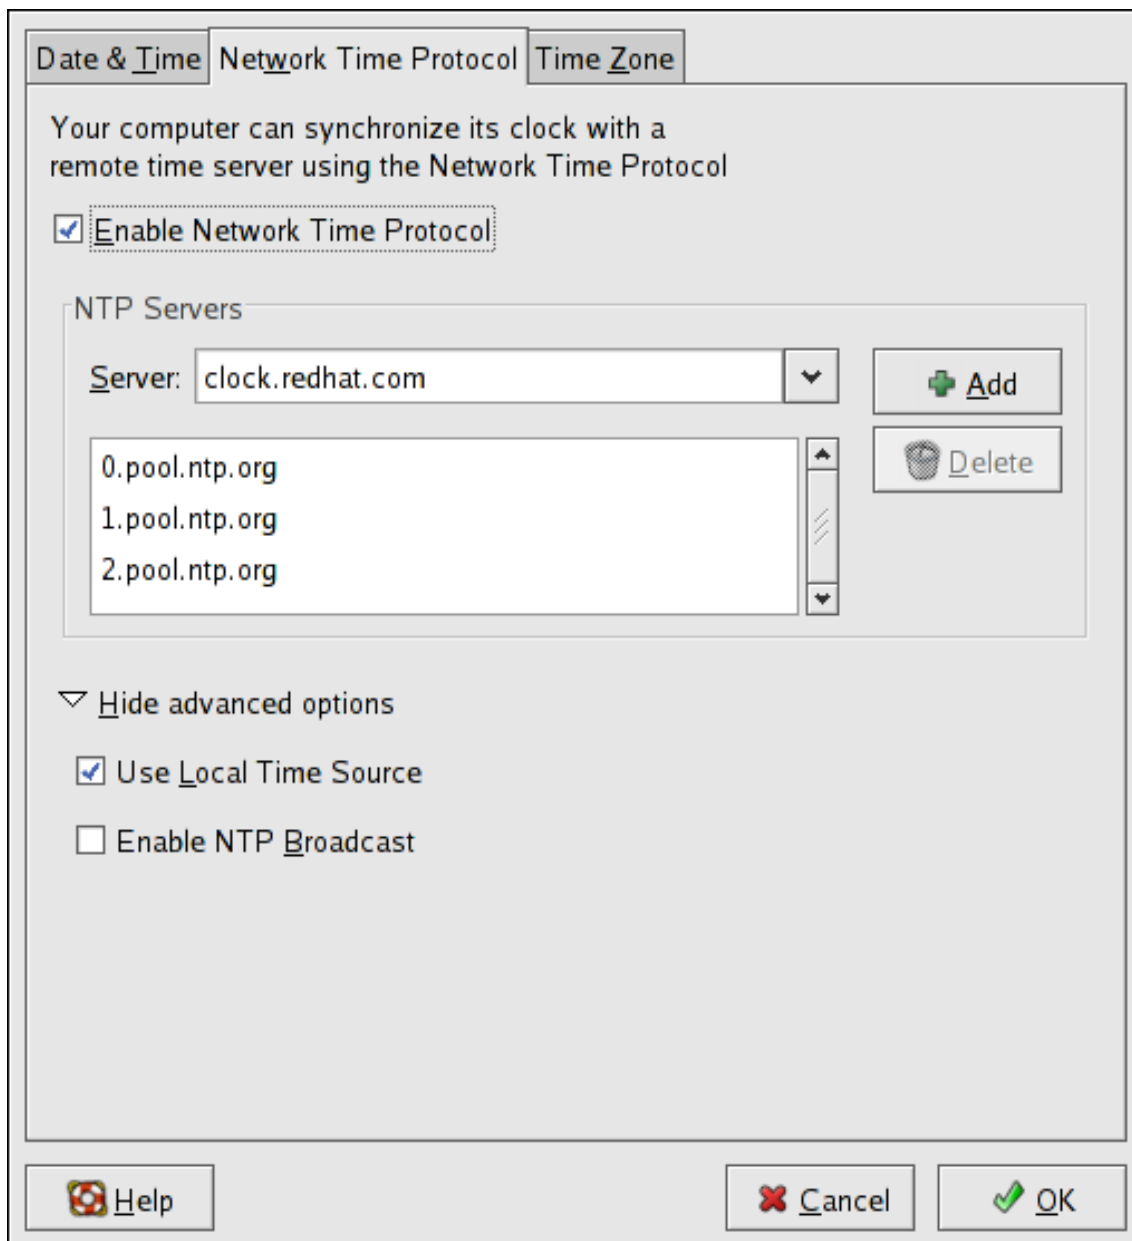 Date & Time
Network Time Protocol
Time Zone
Your computer can synchronize its clock with a
remote time server using the Network Time Protocol
Enable Network Time Protocol
NTP Servers
Server: clock.redhat.com
Add
0.pool.ntp.org
1.pool.ntp.org
2.pool.ntp.org
Delete
Hide advanced options
Use Local Time Source
Enable NTP Broadcast
Help
Cancel
OK